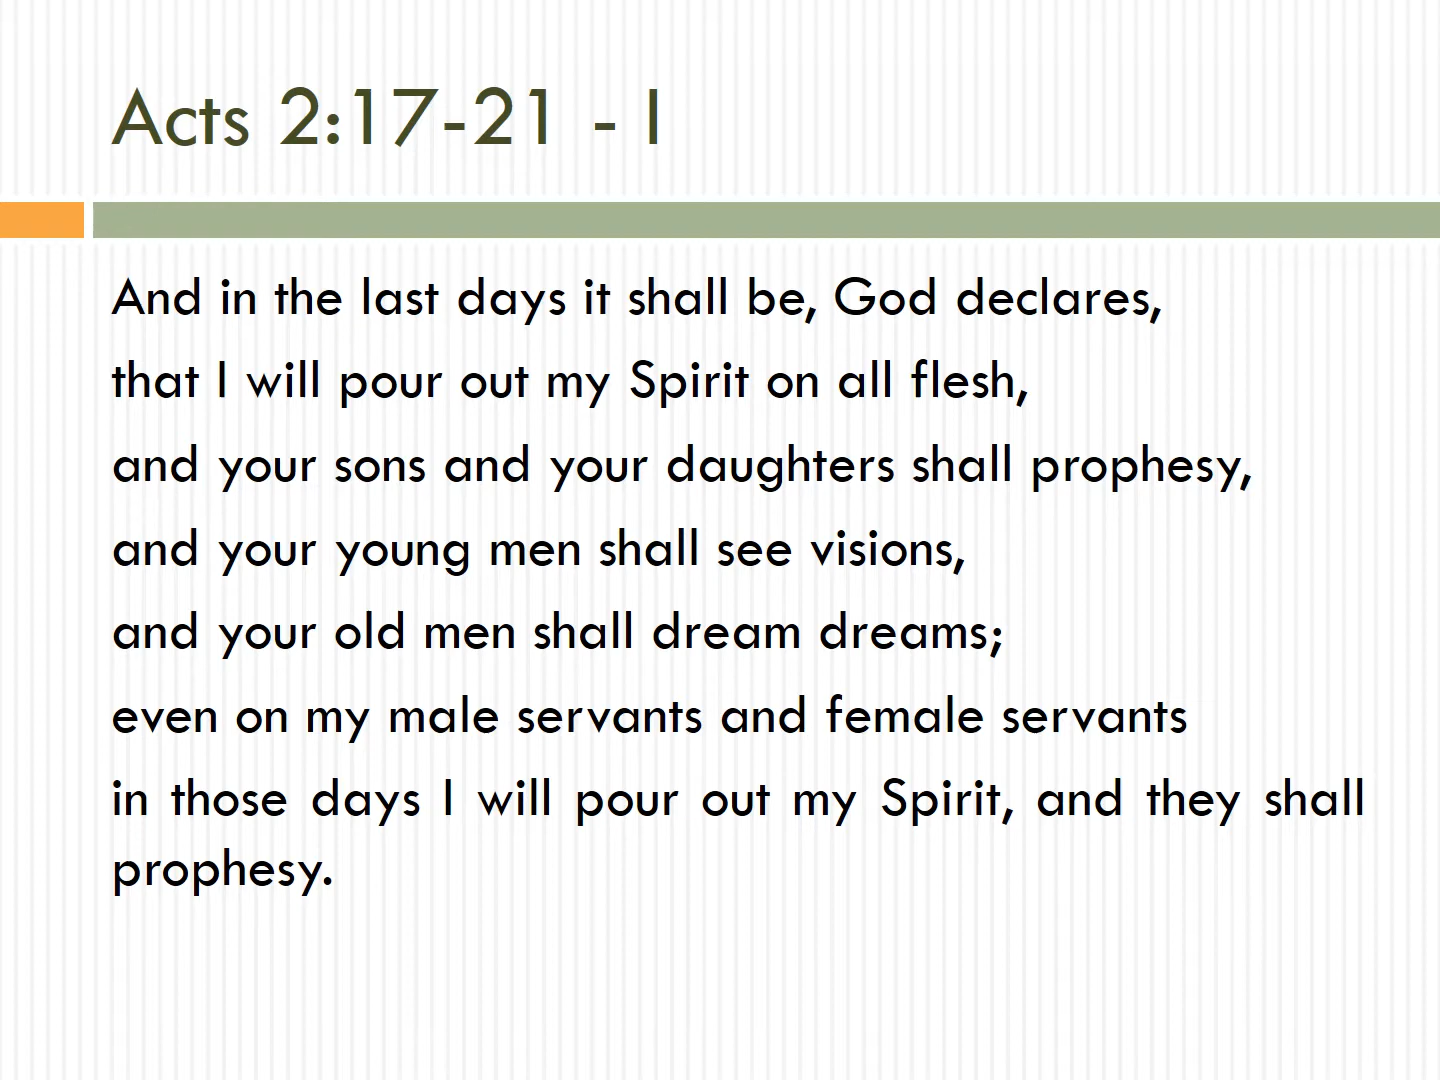 Acts 2:17-21 - I
And in the last days it shall be, God declares,
that I will pour out my Spirit on all flesh,
and your sons and your daughters shall prophesy,
and your young men shall see visions,
and your old men shall dream dreams;
even on my male servants and female servants
in those days I will pour out my Spirit, and they shall
prophesy.